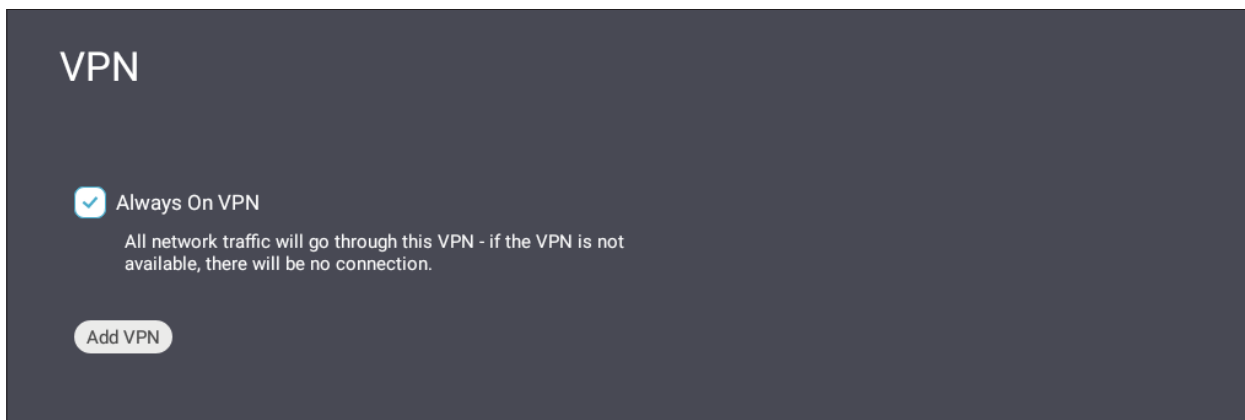 VPN
Always On VPN
All network traffic will go through this VPN - if the VPN is not
available, there will be no connection.
Add VPN